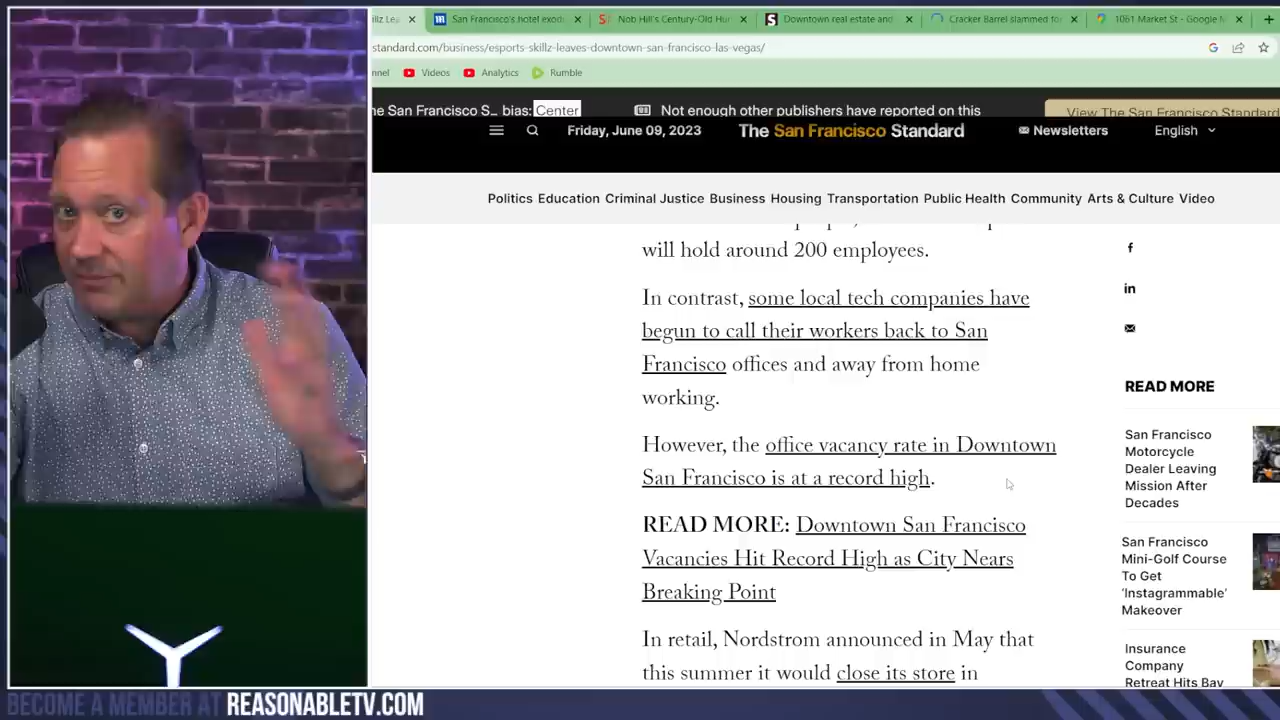 llz Lea
San Francisco's hotel exod
Nob Hill's Century-Old Hu
Downtown real estate and
Cracker Barrel slammed fo
1061 Market St - Google M
standard.com/business/esports-skillz-leaves-downtown-san-francisco-las-vegas/
nnel
Videos
Analytics
Rumble
he San Francisco S... bias: Center
Not enough other publishers have reported on this
View The San Francisco Standard
Friday, June 09, 2023
The San Francisco Standard
Newsletters
English
Politics Education Criminal Justice Business Housing Transportation Public Health Community Arts & Culture Video
will hold around 200 employees.
In contrast, some local tech companies have
begun to call their workers back to San
Francisco offices and away from home
working.
However, the office vacancy rate in Downtown
San Francisco is at a record high.
READ MORE: Downtown San Francisco
Vacancies Hit Record High as City Nears
Breaking Point
In retail, Nordstrom announced in May that
this summer it would close its store in
READ MORE
San Francisco
Motorcycle
Dealer Leaving
Mission After
Decades
San Francisco
Mini-Golf Course
To Get
‘Instagrammable’
Makeover
Insurance
Company
Retreat Hits Bay
BECOME A MEMBER AT REASONABLETV.COM